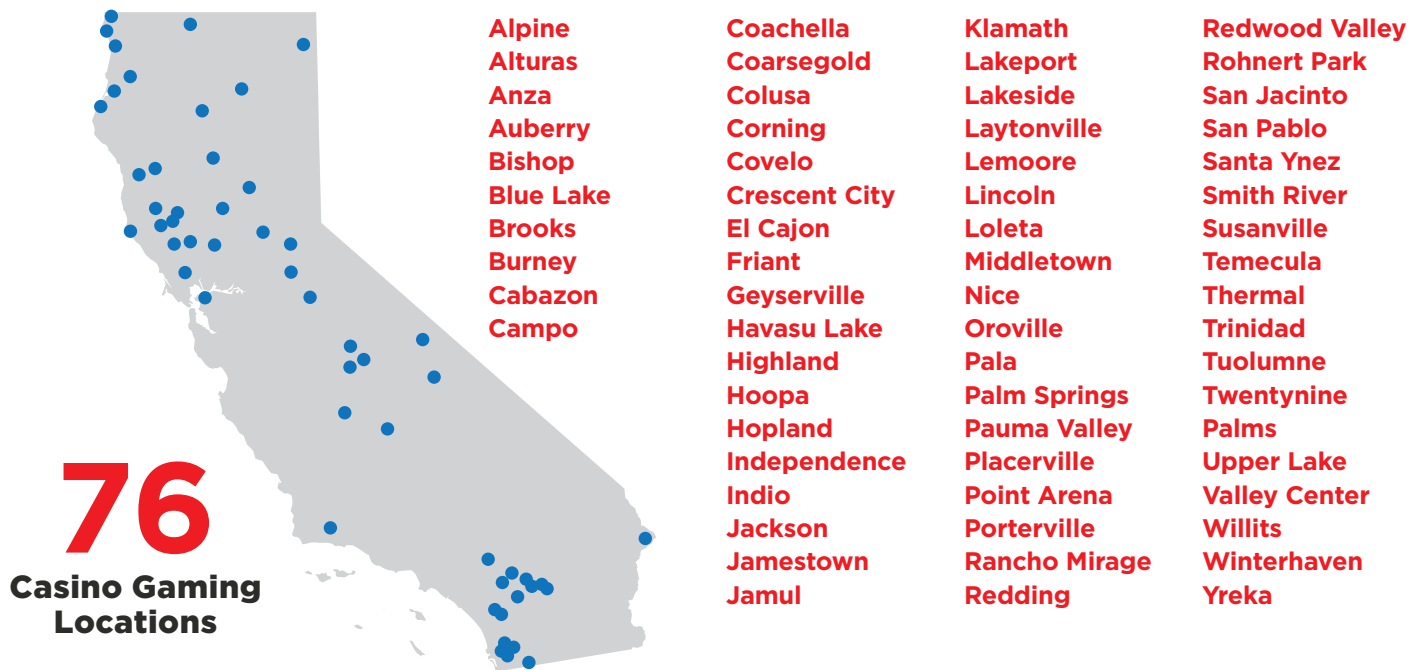 76
Casino Gaming
Locations
Alpine
Alturas
Anza
Auberry
Bishop
Blue Lake
Brooks
Burney
Cabazon
Campo
Coachella
Coarsegold
Colusa
Corning
Covelo
Crescent City
El Cajon
Friant
Geyserville
Havasu Lake
Highland
Hoopa
Hopland
Independence
Indio
Jackson
Jamestown
Jamul
Klamath
Lakeport
Lakeside
Laytonville
Lemoore
Lincoln
Loleta
Middletown
Nice
Oroville
Pala
Palm Springs
Pauma Valley
Placerville
Point Arena
Porterville
Rancho Mirage
Redding
Redwood Valley
Rohnert Park
San Jacinto
San Pablo
Santa Ynez
Smith River
Susanville
Temecula
Thermal
Trinidad
Tuolumne
Twentynine
Palms
Upper Lake
Valley Center
Willits
Winterhaven
Yreka